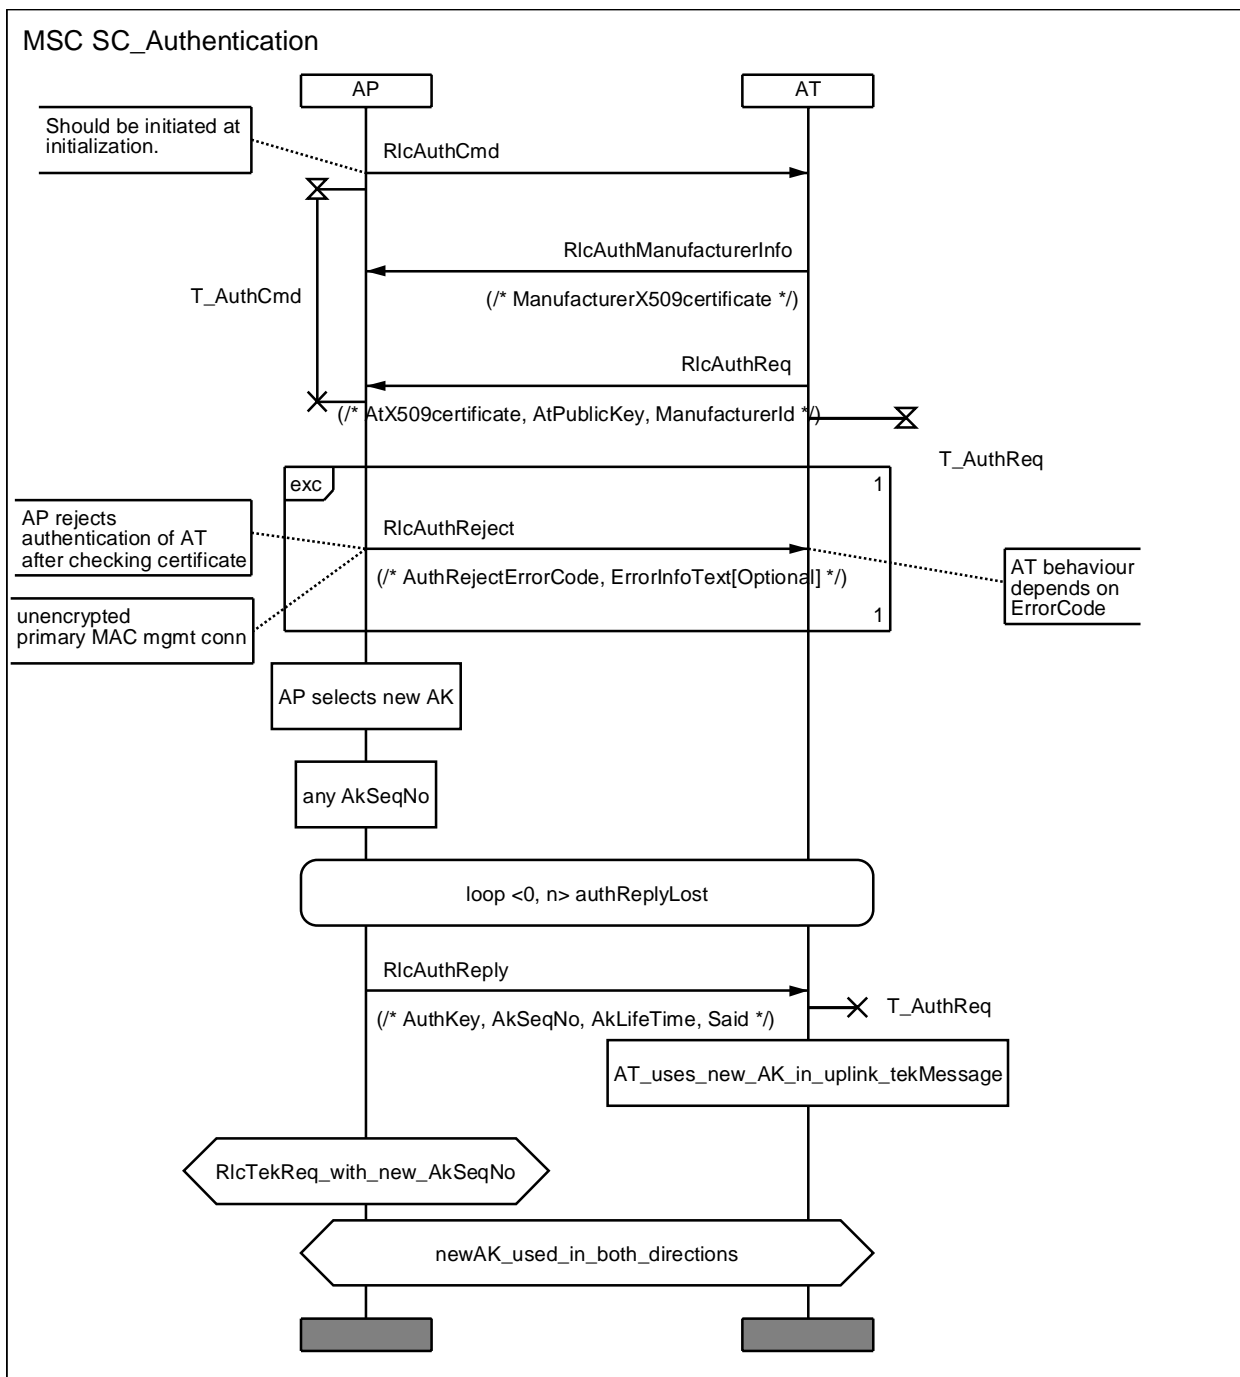 MSC SC_Authentication
AP
AT
Should be initiated at
initialization.
RlcAuthCmd
RlcAuthManufacturerInfo
T_AuthCmd
(/* ManufacturerX509certificate */)
RlcAuthReq
(/* AtX509certificate, AtPublicKey, ManufacturerId */)
T_AuthReq
exc
1
AP rejects
authentication of AT
after checking certificate
RlcAuthReject
(/* AuthRejectErrorCode, ErrorInfoText[Optional] */)
AT behaviour
depends on
ErrorCode
unencrypted
primary MAC mgmt conn
1
AP selects new AK
any AkSeqNo
loop <0, n> authReplyLost
RlcAuthReply
T_AuthReq
(/* AuthKey, AkSeqNo, AkLifeTime, Said */)
AT_uses_new_AK_in_uplink_tekMessage
RlcTekReq_with_new_AkSeqNo
newAK_used_in_both_directions